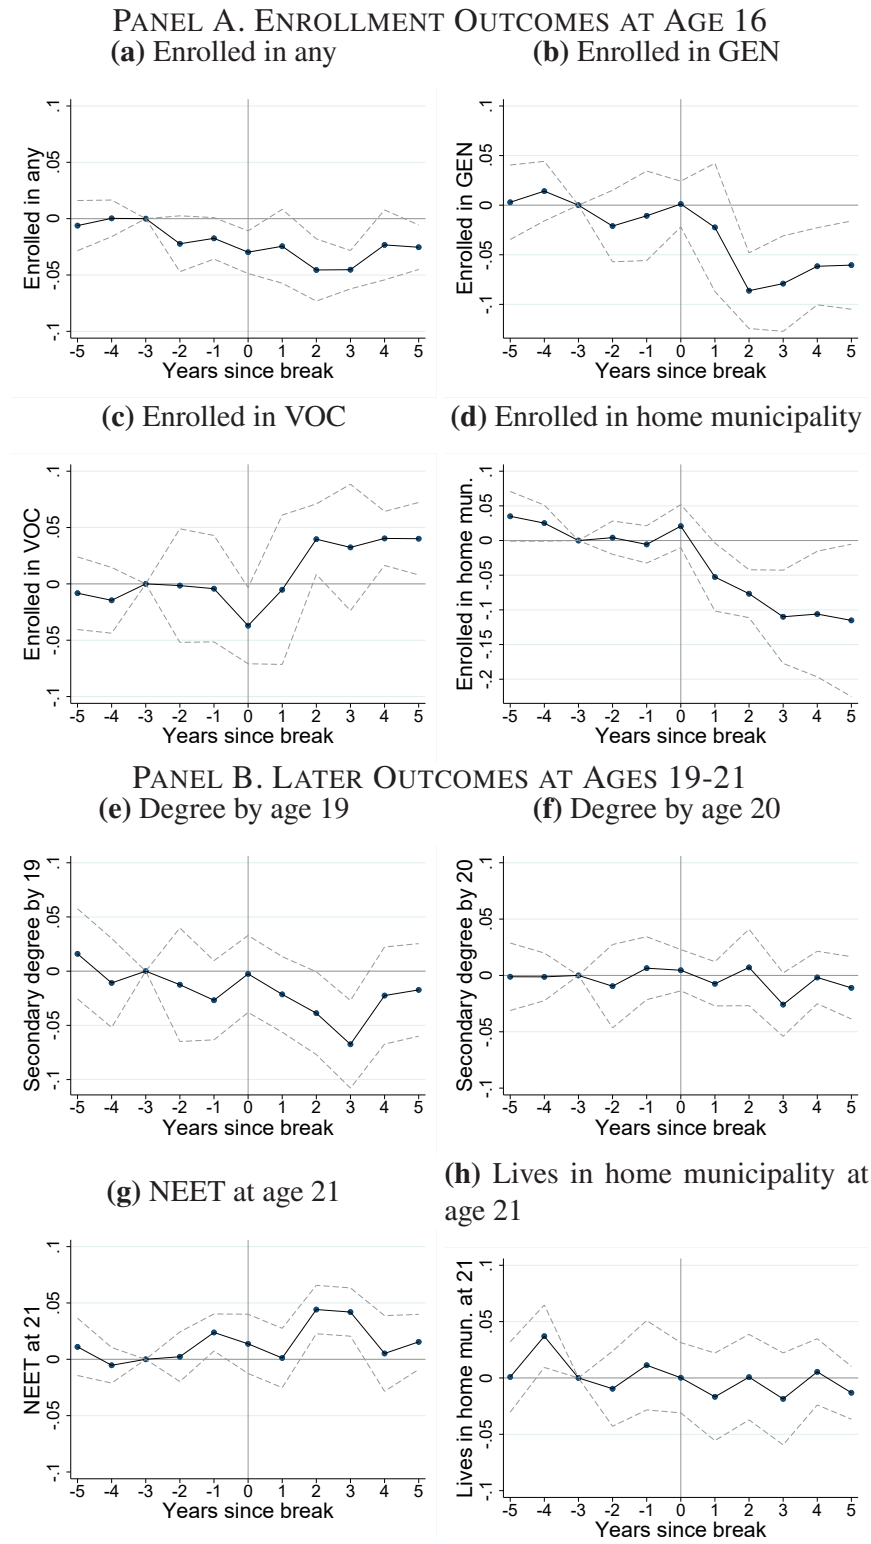 PANEL A. ENROLLMENT OUTCOMES AT AGE 16
(a) Enrolled in any
(b) Enrolled in GEN
Enrolled in any
.1
.05
0
-.05
-.1
-5 -4 -3 -2 -1 0 1 2 3 4 5
Years since break
Enrolled in GEN
.1
.05
0
-.05
-.1
-5 -4 -3 -2 -1 0 1 2 3 4 5
Years since break
(c) Enrolled in VOC
(d) Enrolled in home municipality
Enrolled in VOC
.1
.05
0
-.05
-.1
-5 -4 -3 -2 -1 0 1 2 3 4 5
Years since break
Enrolled in home mun.
.1
.05
0
-.05
-.1
-.15
-.2
-5 -4 -3 -2 -1 0 1 2 3 4 5
Years since break
PANEL B. LATER OUTCOMES AT AGES 19-21
(e) Degree by age 19
(f) Degree by age 20
Secondary degree by 19
.1
.05
0
-.05
-.1
-5 -4 -3 -2 -1 0 1 2 3 4 5
Years since break
Secondary degree by 20
.1
.05
0
-.05
-.1
-5 -4 -3 -2 -1 0 1 2 3 4 5
Years since break
(g) NEET at age 21
(h) Lives in home municipality at
age 21
NEET at 21
.1
.05
0
-.05
-.1
-5 -4 -3 -2 -1 0 1 2 3 4 5
Years since break
Lives in home mun. at 21
.1
.05
0
-.05
-.1
-5 -4 -3 -2 -1 0 1 2 3 4 5
Years since break